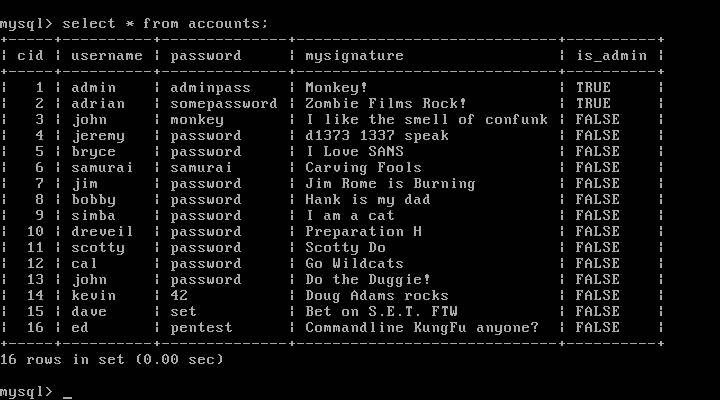 mysql> select * from accounts;
+-----+----------+--------------+-----------------------------+----------+
| cid | username | password     | mysignature                 | is_admin |
+-----+----------+--------------+-----------------------------+----------+
|   1 | admin    | adminpass    | Monkey!                     | TRUE     |
|   2 | adrian   | somepassword | Zombie Films Rock!          | TRUE     |
|   3 | john     | monkey       | I like the smell of confunk | FALSE    |
|   4 | jeremy   | password     | d1373 1337 speak            | FALSE    |
|   5 | bryce    | password     | I Love SANS                 | FALSE    |
|   6 | samurai  | samurai      | Carving Fools               | FALSE    |
|   7 | jim      | password     | Jim Rome is Burning         | FALSE    |
|   8 | bobby    | password     | Hank is my dad              | FALSE    |
|   9 | simba    | password     | I am a cat                  | FALSE    |
|  10 | dreveil  | password     | Preparation H               | FALSE    |
|  11 | scotty   | password     | Scotty Do                   | FALSE    |
|  12 | cal      | password     | Go Wildcats                 | FALSE    |
|  13 | john     | password     | Do the Duggie!              | FALSE    |
|  14 | kevin    | 42           | Doug Adams rocks            | FALSE    |
|  15 | dave     | set          | Bet on S.E.T. FTW           | FALSE    |
|  16 | ed       | pentest      | Commandline KungFu anyone?  | FALSE    |
+-----+----------+--------------+-----------------------------+----------+
16 rows in set (0.00 sec)
mysql> _